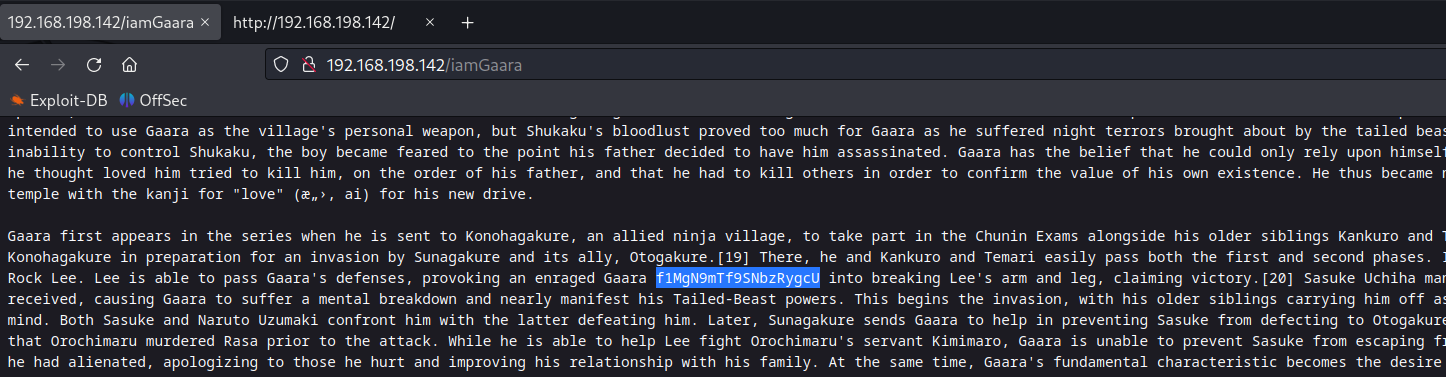 192.168.198.142/iamGaara
http://192.168.198.142/
192.168.198.142/iamGaara
Exploit-DB OffSec
intended to use Gaara as the village's personal weapon, but Shukaku's bloodlust proved too much for Gaara as he suffered night terrors brought about by the tailed beas
inability to control Shukaku, the boy became feared to the point his father decided to have him assassinated. Gaara has the belief that he could only rely upon himself
he thought loved him tried to kill him, on the order of his father, and that he had to kill others in order to confirm the value of his own existence. He thus became
temple with the kanji for "love" (æ„›, ai) for his new drive.
Gaara first appears in the series when he is sent to Konohagakure, an allied ninja village, to take part in the Chunin Exams alongside his older siblings Kankuro and T
Konohagakure in preparation for an invasion by Sunagakure and its ally, Otogakure.[19] There, he and Kankuro and Temari easily pass both the first and second phases.
Rock Lee. Lee is able to pass Gaara's defenses, provoking an enraged Gaara f1MgN9mTf9SNbzRygcU into breaking Lee's arm and leg, claiming victory.[20] Sasuke Uchiha man
received, causing Gaara to suffer a mental breakdown and nearly manifest his Tailed-Beast powers. This begins the invasion, with his older siblings carrying him off as
mind. Both Sasuke and Naruto Uzumaki confront him with the latter defeating him. Later, Sunagakure sends Gaara to help in preventing Sasuke from defecting to Otogakure
that Orochimaru murdered Rasa prior to the attack. While he is able to help Lee fight Orochimaru's servant Kimimaro, Gaara is unable to prevent Sasuke from escaping fr
he had alienated, apologizing to those he hurt and improving his relationship with his family. At the same time, Gaara's fundamental characteristic becomes the desire